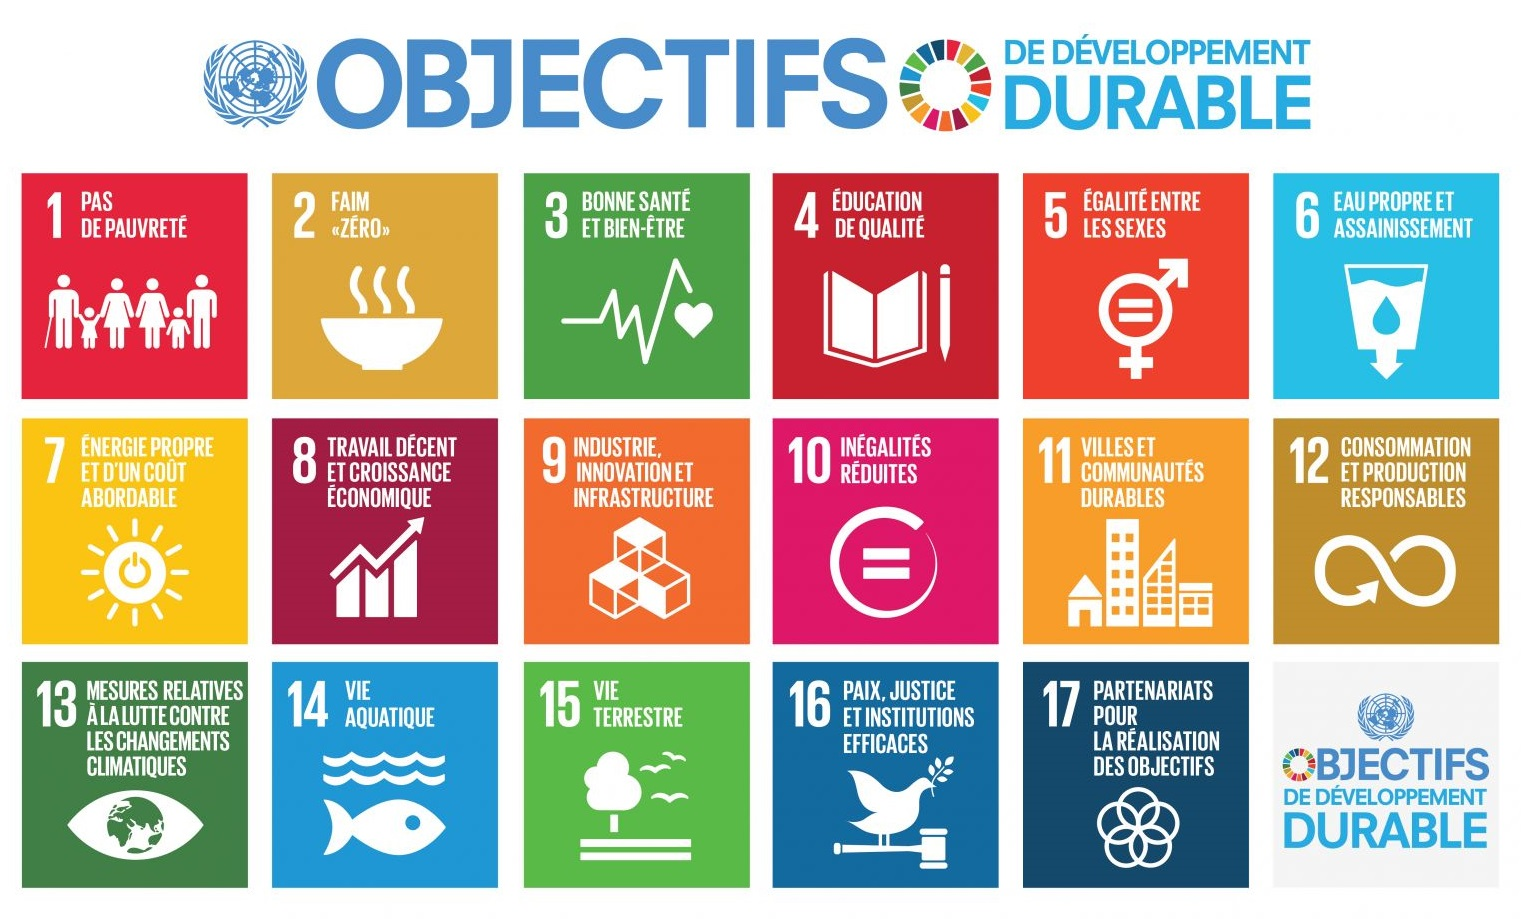 OBJECTIFS
DE DÉVELOPPEMENT
DURABLE
1 PAS
DE PAUVRETÉ
2 FAIM
«ZÉRO»
3 BONNE SANTÉ
ET BIEN-ÊTRE
4 ÉDUCATION
DE QUALITÉ
5 ÉGALITÉ ENTRE
LES SEXES
6 EAU PROPRE ET
ASSAINISSEMENT
7 ÉNERGIE PROPRE
ET D'UN COÛT
ABORDABLE
8 TRAVAIL DÉCENT
ET CROISSANCE
ÉCONOMIQUE
9 INDUSTRIE,
INNOVATION ET
INFRASTRUCTURE
10 INÉGALITÉS
RÉDUITES
11 VILLES ET
COMMUNAUTÉS
DURABLES
12 CONSOMMATION
ET PRODUCTION
RESPONSABLES
13 MESURES RELATIVES
À LA LUTTE CONTRE
LES CHANGEMENTS
CLIMATIQUES
14 VIE
AQUATIQUE
15 VIE
TERRESTRE
16 PAIX, JUSTICE
ET INSTITUTIONS
EFFICACES
17 PARTENARIATS
POUR
LA RÉALISATION
DES OBJECTIFS
OBJECTIFS
DE DÉVELOPPEMENT
DURABLE